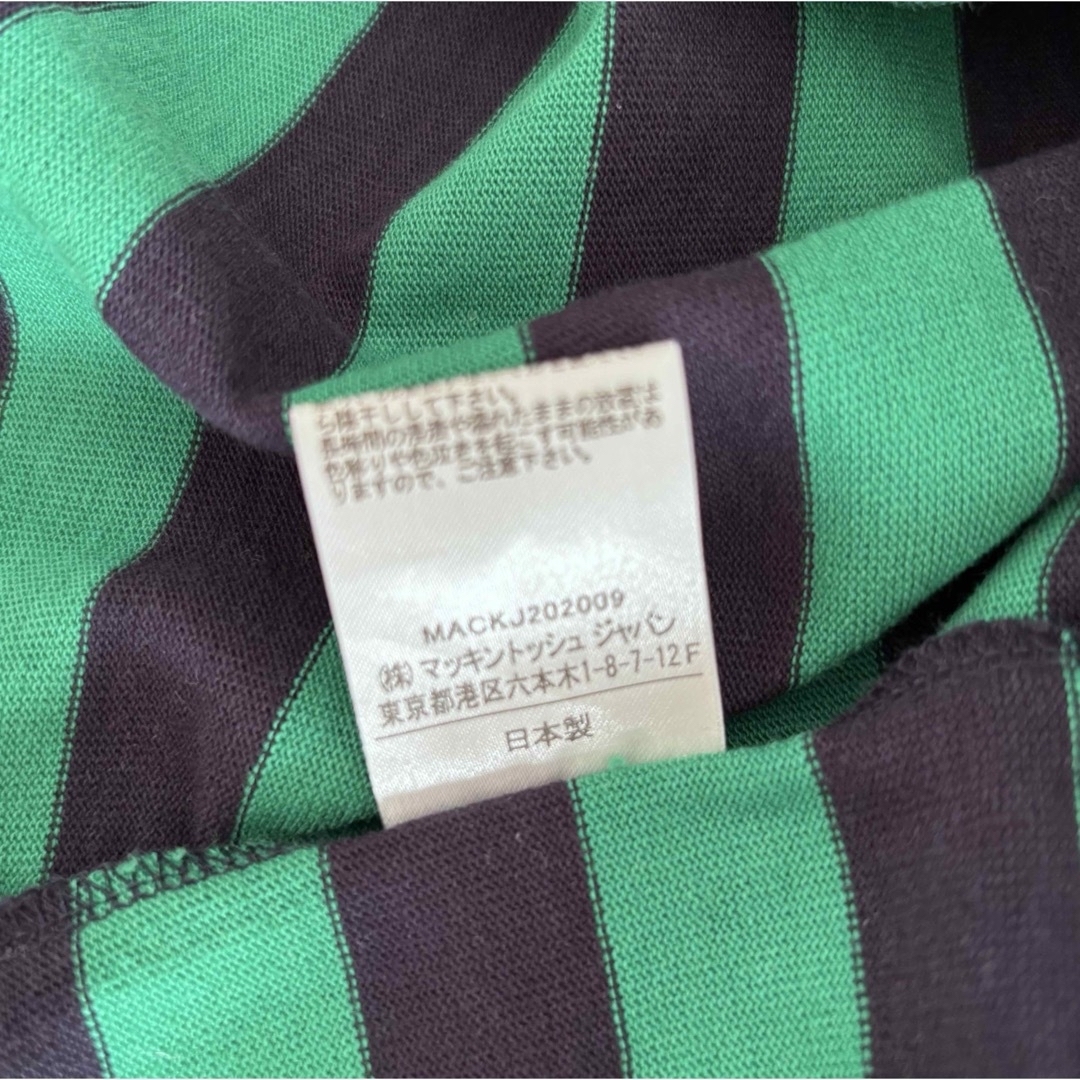 陰干しして下さい。
長時間の洗濯や濡れたままの放置は
色移りや色泣きを起こす可能性があ
りますので、ご注意下さい。
MACKJ202009
(株)マッキントッシュ ジャパン
東京都港区六本木1-8-7-12F
日本製